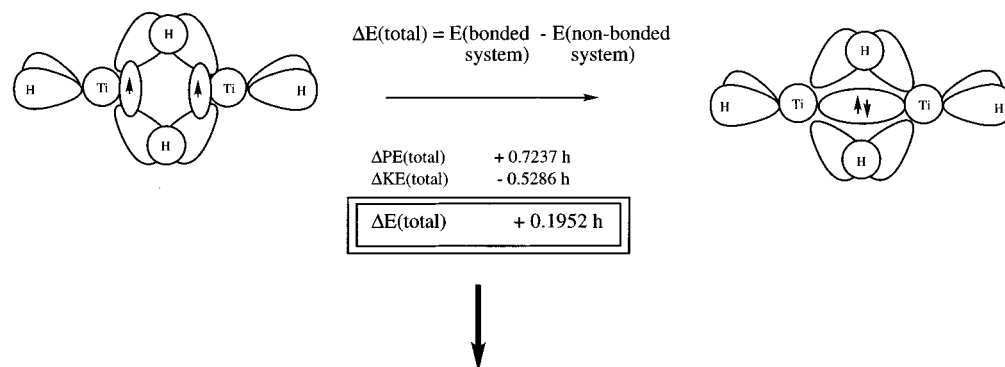 ΔE(total) = E(bonded - E(non-bonded
system) system)
H
H Ti Ti H
H
H
H Ti Ti H
H
ΔPE(total) + 0.7237 h
ΔKE(total) - 0.5286 h
ΔE(total) + 0.1952 h